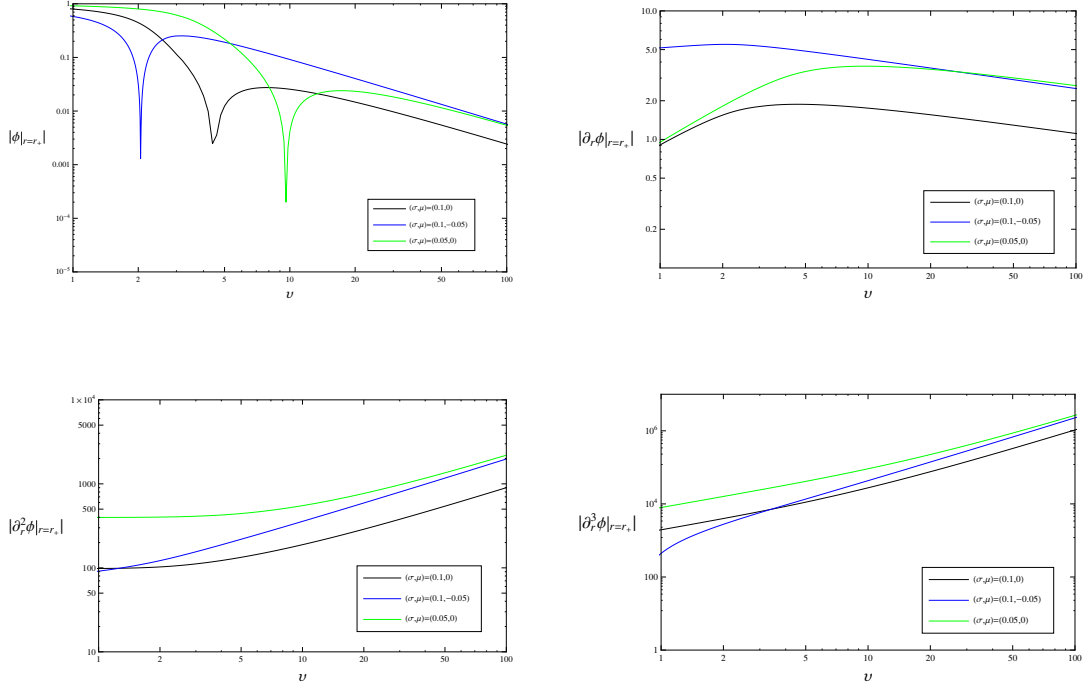 1
0.1
0.01
0.001
10⁻⁴
10⁻⁵
|ϕ|ᵣ₌ᵣ₊|
(σ,μ)=(0.1,0)
(σ,μ)=(0.1,−0.05)
(σ,μ)=(0.05,0)
1 2 5 10 20 50 100
υ
10.0
5.0
2.0
1.0
0.5
0.2
|∂ᵣϕ|ᵣ₌ᵣ₊|
(σ,μ)=(0.1,0)
(σ,μ)=(0.1,−0.05)
(σ,μ)=(0.05,0)
1 2 5 10 20 50 100
υ
1×10⁴
5000
1000
500
100
50
10
|∂ᵣ²ϕ|ᵣ₌ᵣ₊|
(σ,μ)=(0.1,0)
(σ,μ)=(0.1,−0.05)
(σ,μ)=(0.05,0)
1 2 5 10 20 50 100
υ
10⁶
10⁴
100
1
|∂ᵣ³ϕ|ᵣ₌ᵣ₊|
(σ,μ)=(0.1,0)
(σ,μ)=(0.1,−0.05)
(σ,μ)=(0.05,0)
1 2 5 10 20 50 100
υ